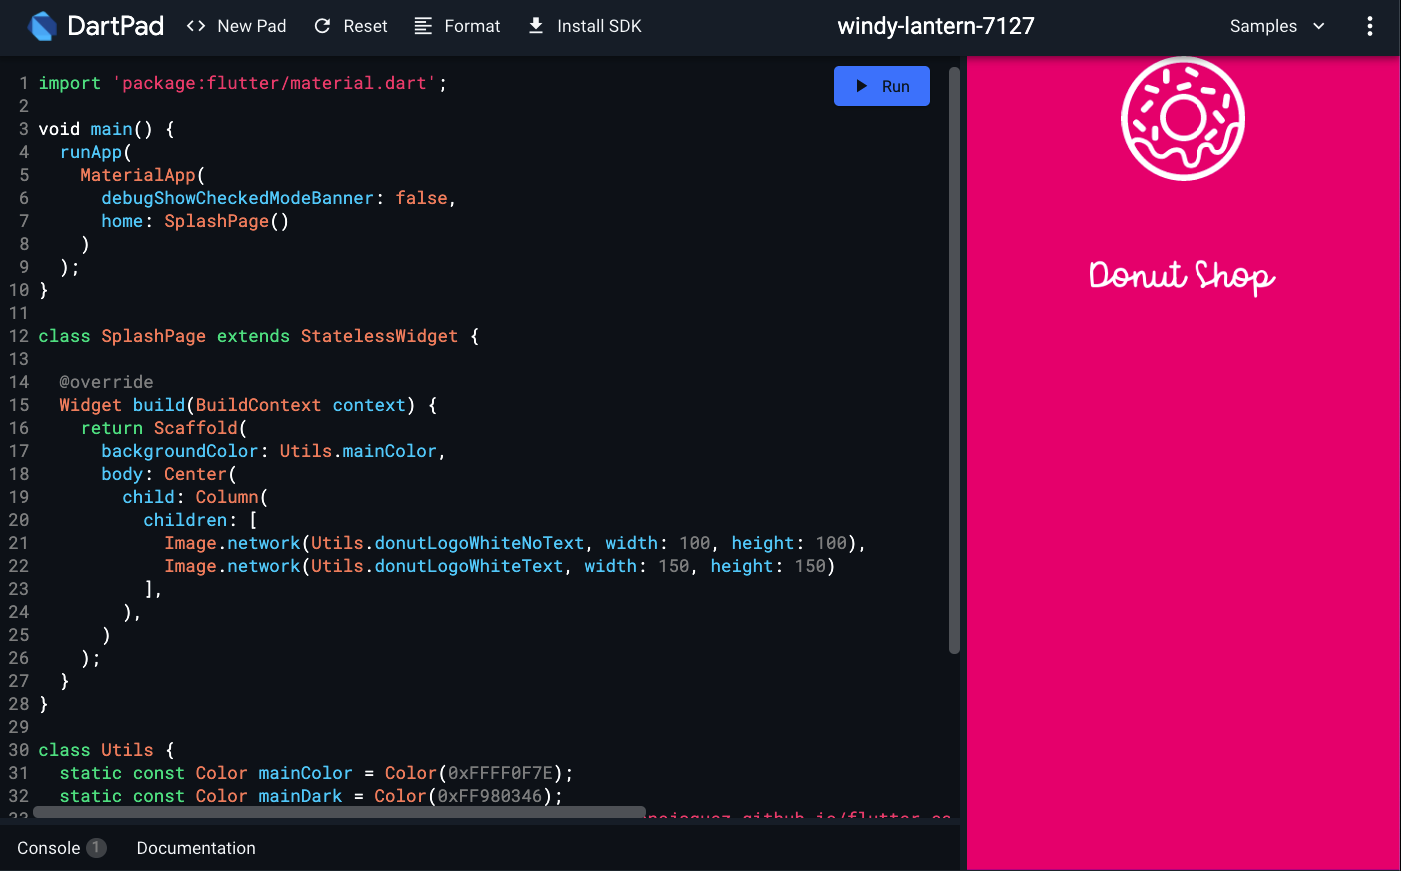 DartPad <> New Pad Reset Format Install SDK windy-lantern-7127 Samples
Run
1 import 'package:flutter/material.dart';
2
3 void main() {
4 runApp(
5 MaterialApp(
6 debugShowCheckedModeBanner: false,
7 home: SplashPage()
8 )
9 );
10 }
11
12 class SplashPage extends StatelessWidget {
13
14 @override
15 Widget build(BuildContext context) {
16 return Scaffold(
17 backgroundColor: Utils.mainColor,
18 body: Center(
19 child: Column(
20 children: [
21 Image.network(Utils.donutLogoWhiteNoText, width: 100, height: 100),
22 Image.network(Utils.donutLogoWhiteText, width: 150, height: 150)
23 ],
24 ),
25 )
26 );
27 }
28 }
29
30 class Utils {
31 static const Color mainColor = Color(0xFFFF0F7E);
32 static const Color mainDark = Color(0xFF980346);
Console 1 Documentation
Donut Shop